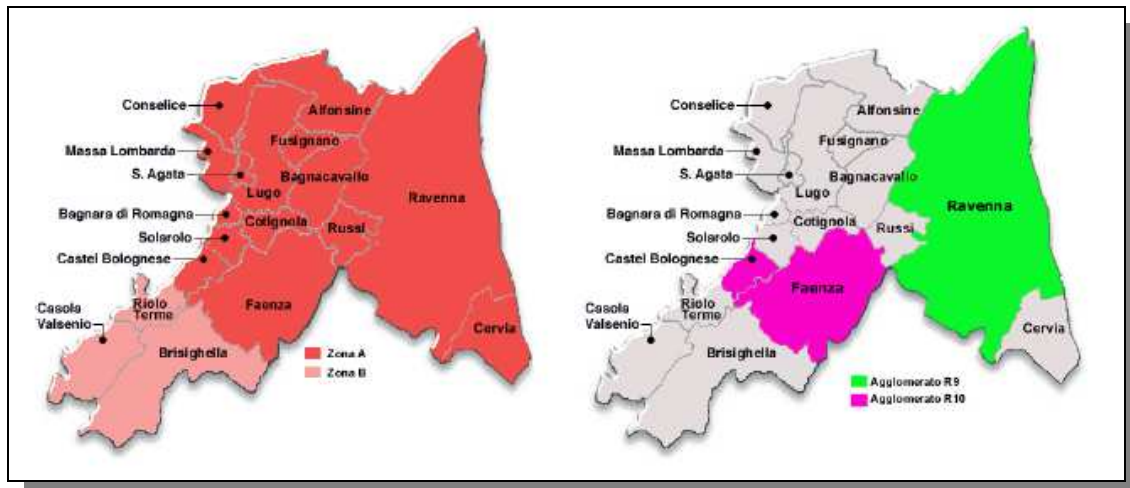 Conselice
Alfonsine
Fusignano
Massa Lombarda
S. Agata
Bagnacavallo
Lugo
Ravenna
Bagnara di Romagna
Cotignola
Russi
Solarolo
Castel Bolognese
Faenza
Riolo
Terme
Casola
Valsenio
Cervia
Brisighella
Zona A
Zona B
Conselice
Alfonsine
Fusignano
Massa Lombarda
S. Agata
Bagnacavallo
Lugo
Ravenna
Bagnara di Romagna
Cotignola
Russi
Solarolo
Castel Bolognese
Faenza
Riolo
Terme
Casola
Valsenio
Cervia
Brisighella
Agglomerato R9
Agglomerato R10